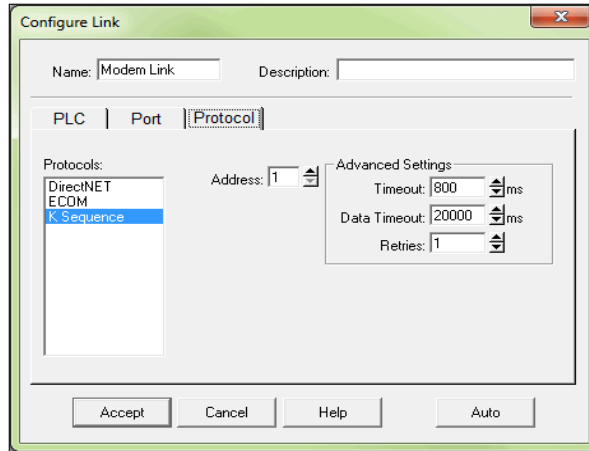 Configure Link
Name: Modem Link Description:
PLC Port Protocol
Protocols:
DirectNET
ECOM
K Sequence
Address: 1
Advanced Settings
Timeout: 800 ms
Data Timeout: 20000 ms
Retries: 1
Accept Cancel Help Auto